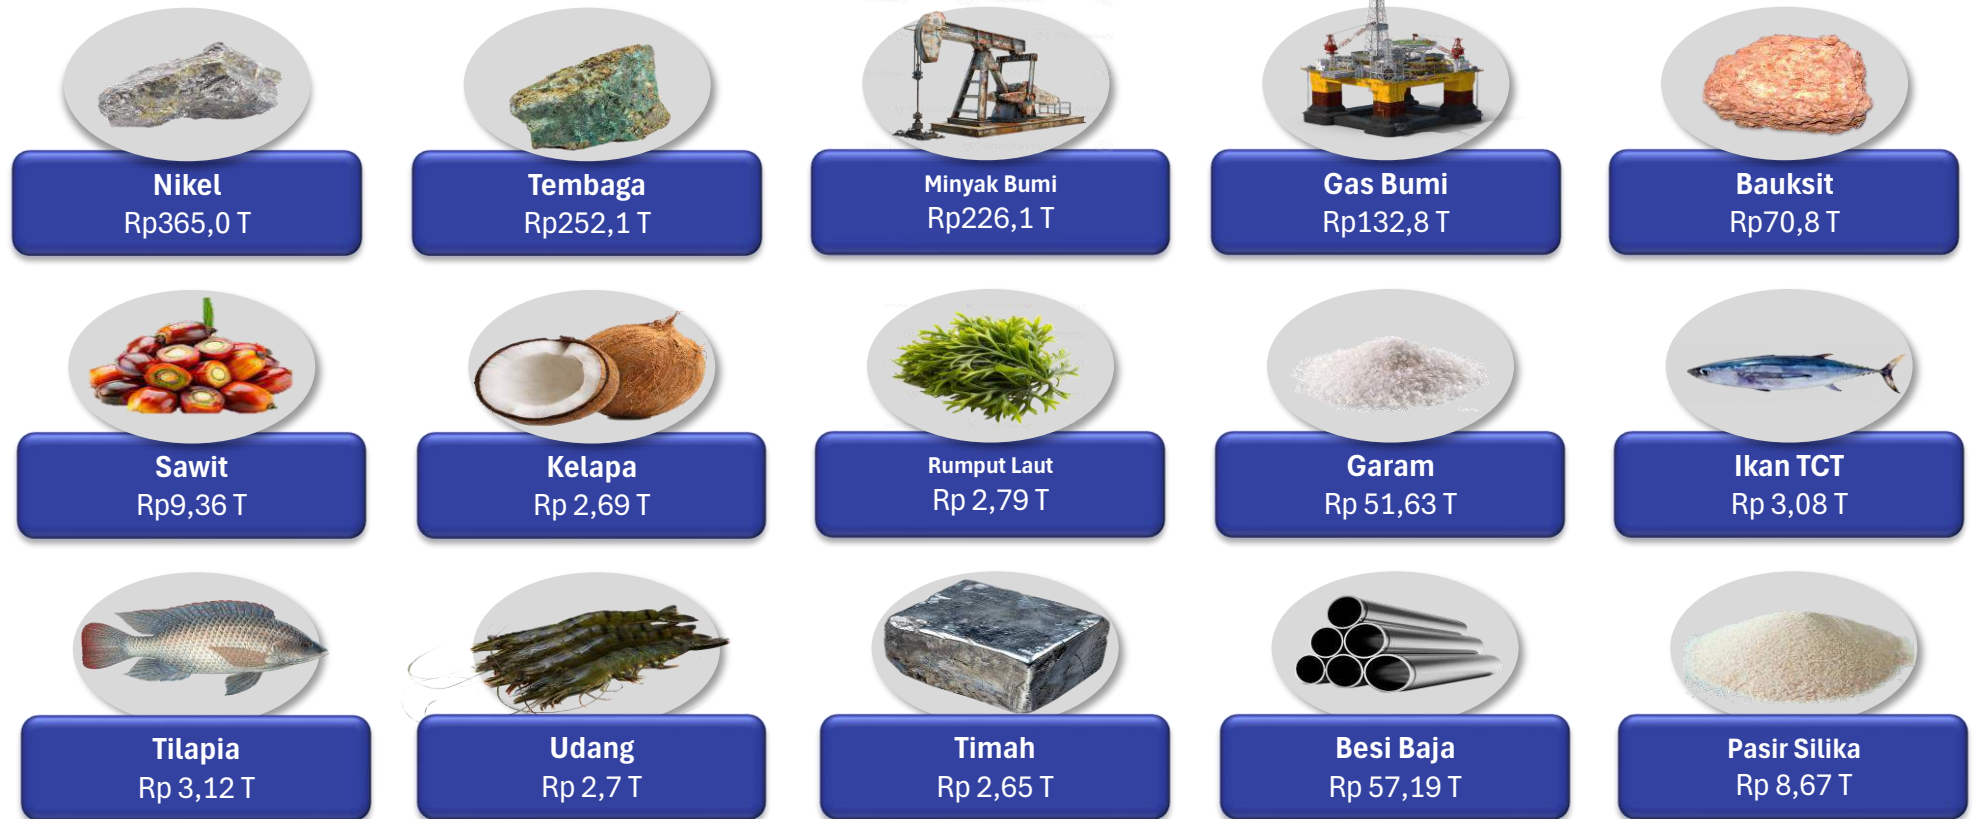 Nikel
Rp365,0 T
Tembaga
Rp252,1 T
Minyak Bumi
Rp226,1 T
Gas Bumi
Rp132,8 T
Bauksit
Rp70,8 T
Sawit
Rp9,36 T
Kelapa
Rp 2,69 T
Rumput Laut
Rp 2,79 T
Garam
Rp 51,63 T
Ikan TCT
Rp 3,08 T
Tilapia
Rp 3,12 T
Udang
Rp 2,7 T
Timah
Rp 2,65 T
Besi Baja
Rp 57,19 T
Pasir Silika
Rp 8,67 T